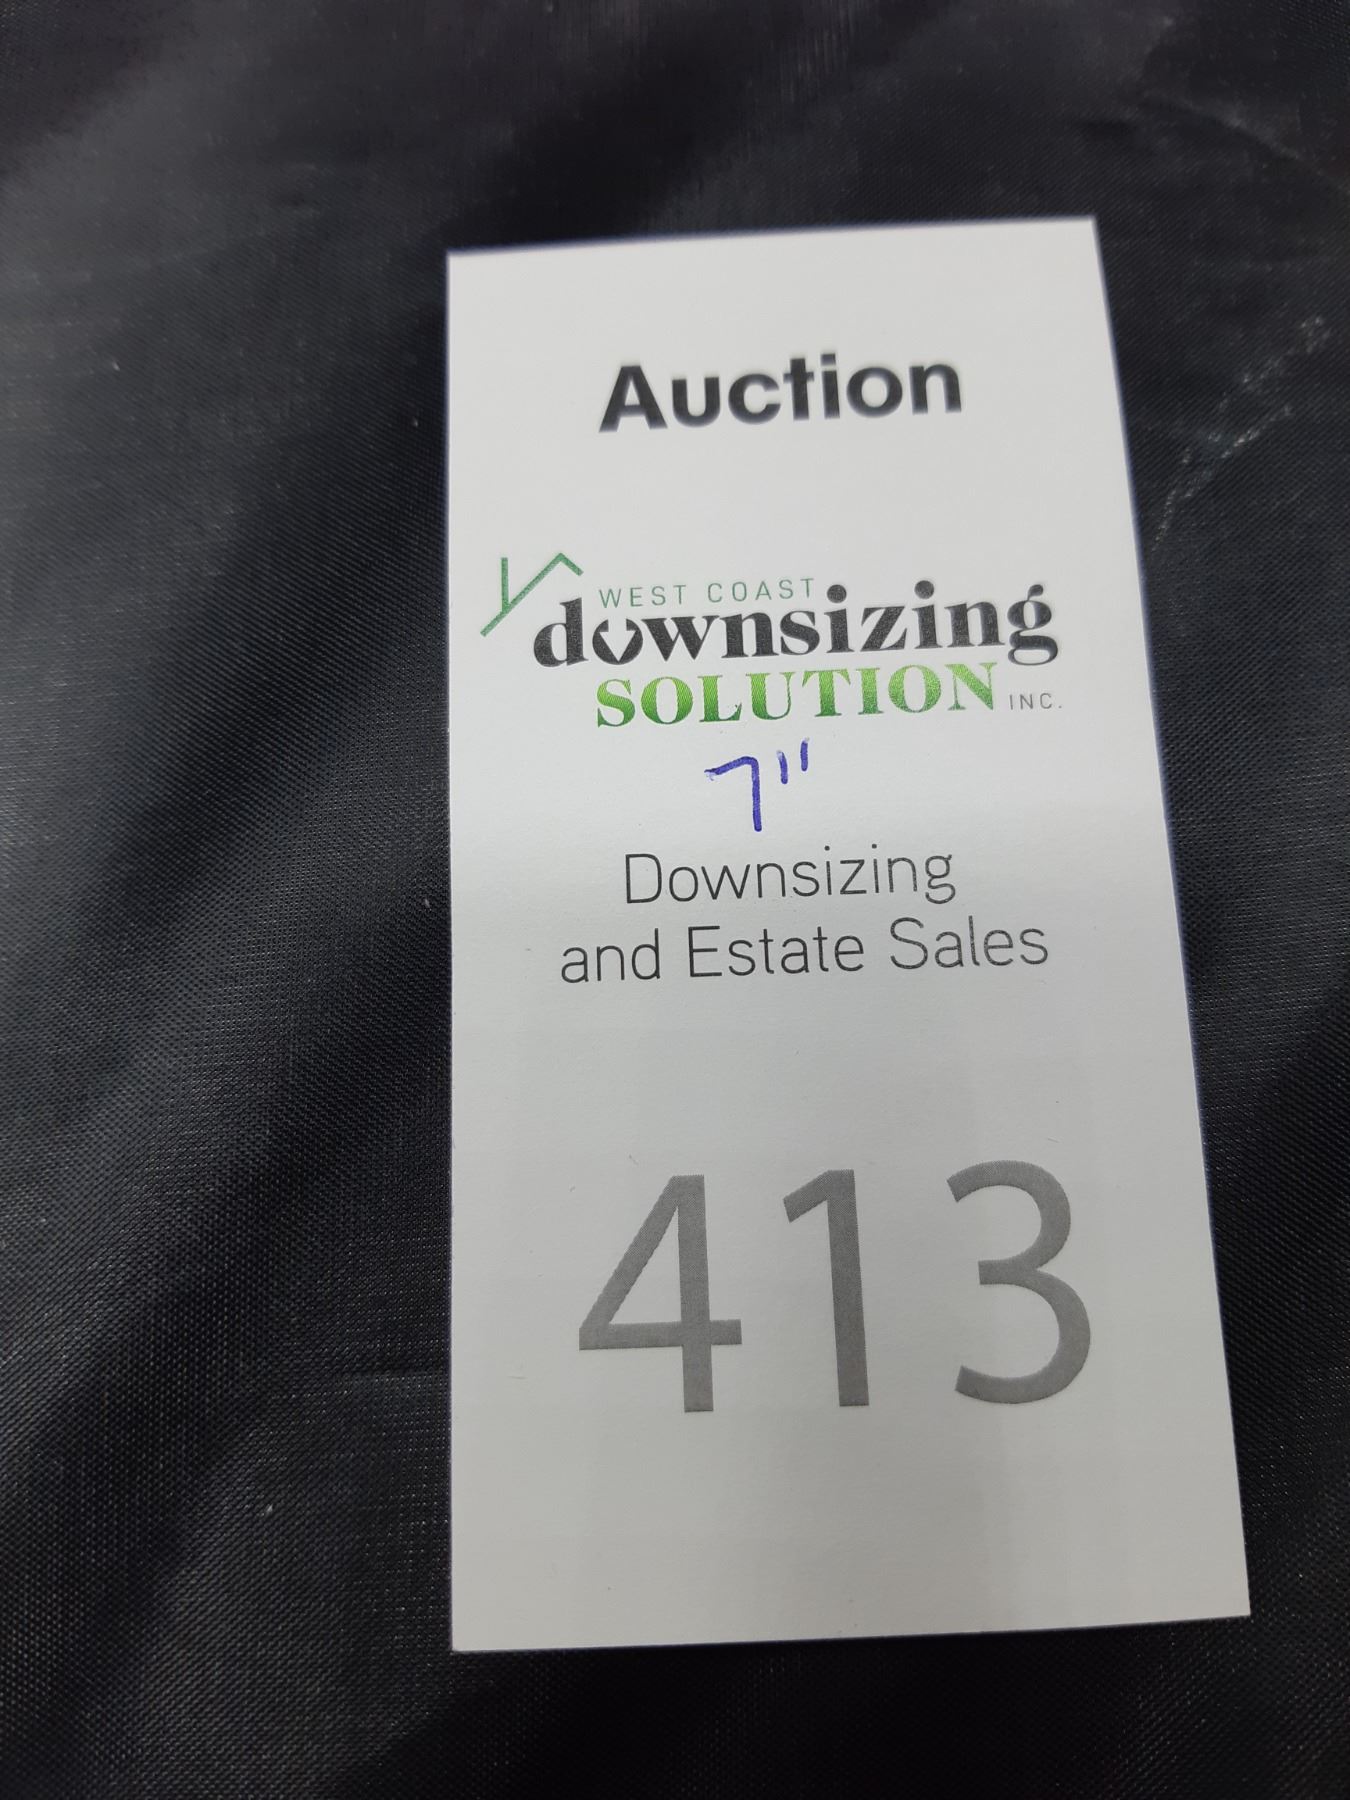 Auction
WEST COAST
downsizing
SOLUTION INC.
7"
Downsizing
and Estate Sales
413